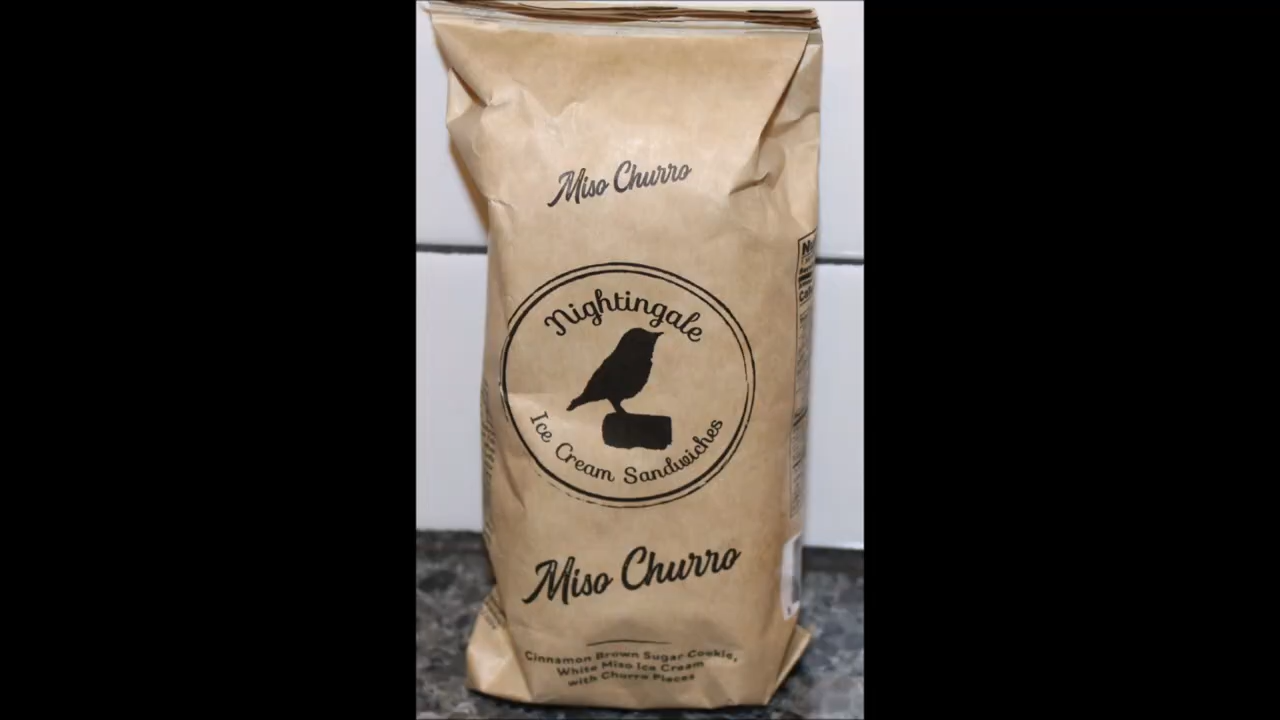 Miso Churro
Nightingale
Ice Cream Sandwiches
Miso Churro
Cinnamon Brown Sugar Cookie,
White Miso Ice Cream
with Churro Pieces